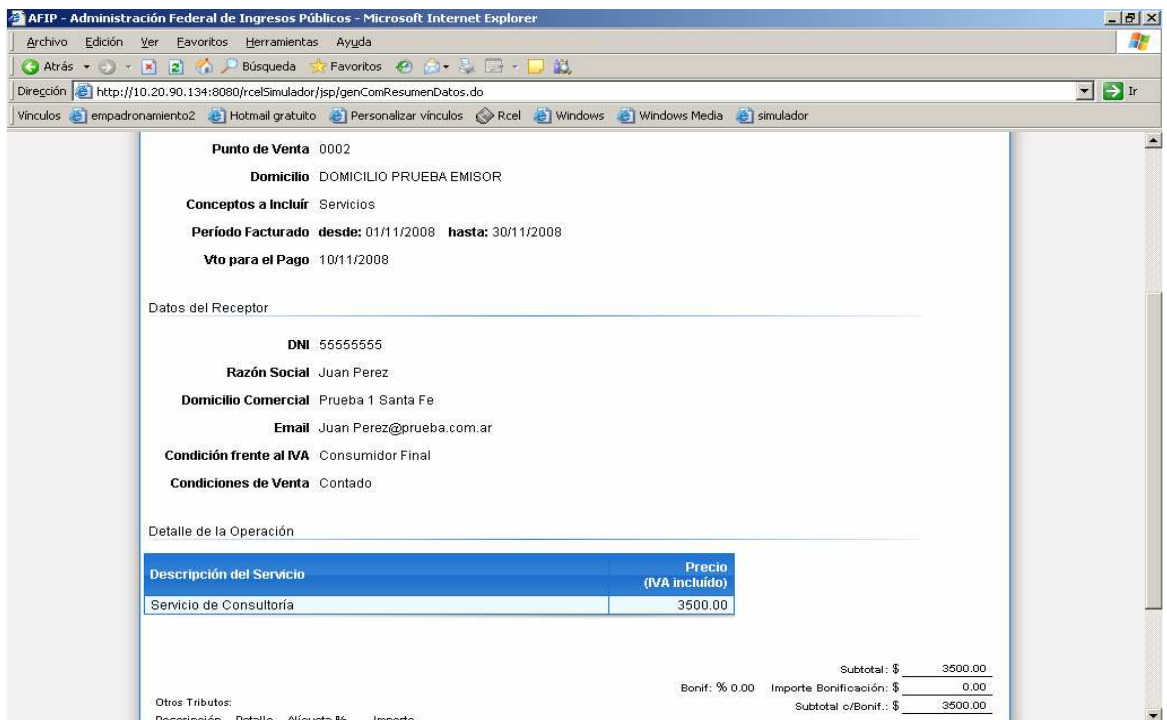 AFIP - Administración Federal de Ingresos Públicos - Microsoft Internet Explorer
Archivo Edición Ver Favoritos Herramientas Ayuda
Atrás Búsqueda Favoritos
Dirección http://10.20.90.134:8080/rcelSimulador/jsp/genComResumenDatos.do Ir
Vínculos empadronamiento2 Hotmail gratuito Personalizar vínculos Rcel Windows Windows Media simulador
Punto de Venta 0002
Domicilio DOMICILIO PRUEBA EMISOR
Conceptos a Incluír Servicios
Período Facturado desde: 01/11/2008 hasta: 30/11/2008
Vto para el Pago 10/11/2008
Datos del Receptor
DNI 55555555
Razón Social Juan Perez
Domicilio Comercial Prueba 1 Santa Fe
Email Juan Perez@prueba.com.ar
Condición frente al IVA Consumidor Final
Condiciones de Venta Contado
Detalle de la Operación
Descripción del Servicio Precio
(IVA incluído)
Servicio de Consultoría 3500.00
Subtotal: $ 3500.00
Bonif: % 0.00 Importe Bonificación: $ 0.00
Otros Tributos: Subtotal c/Bonif.: $ 3500.00
Descripción Detalle Alícuota % Importe